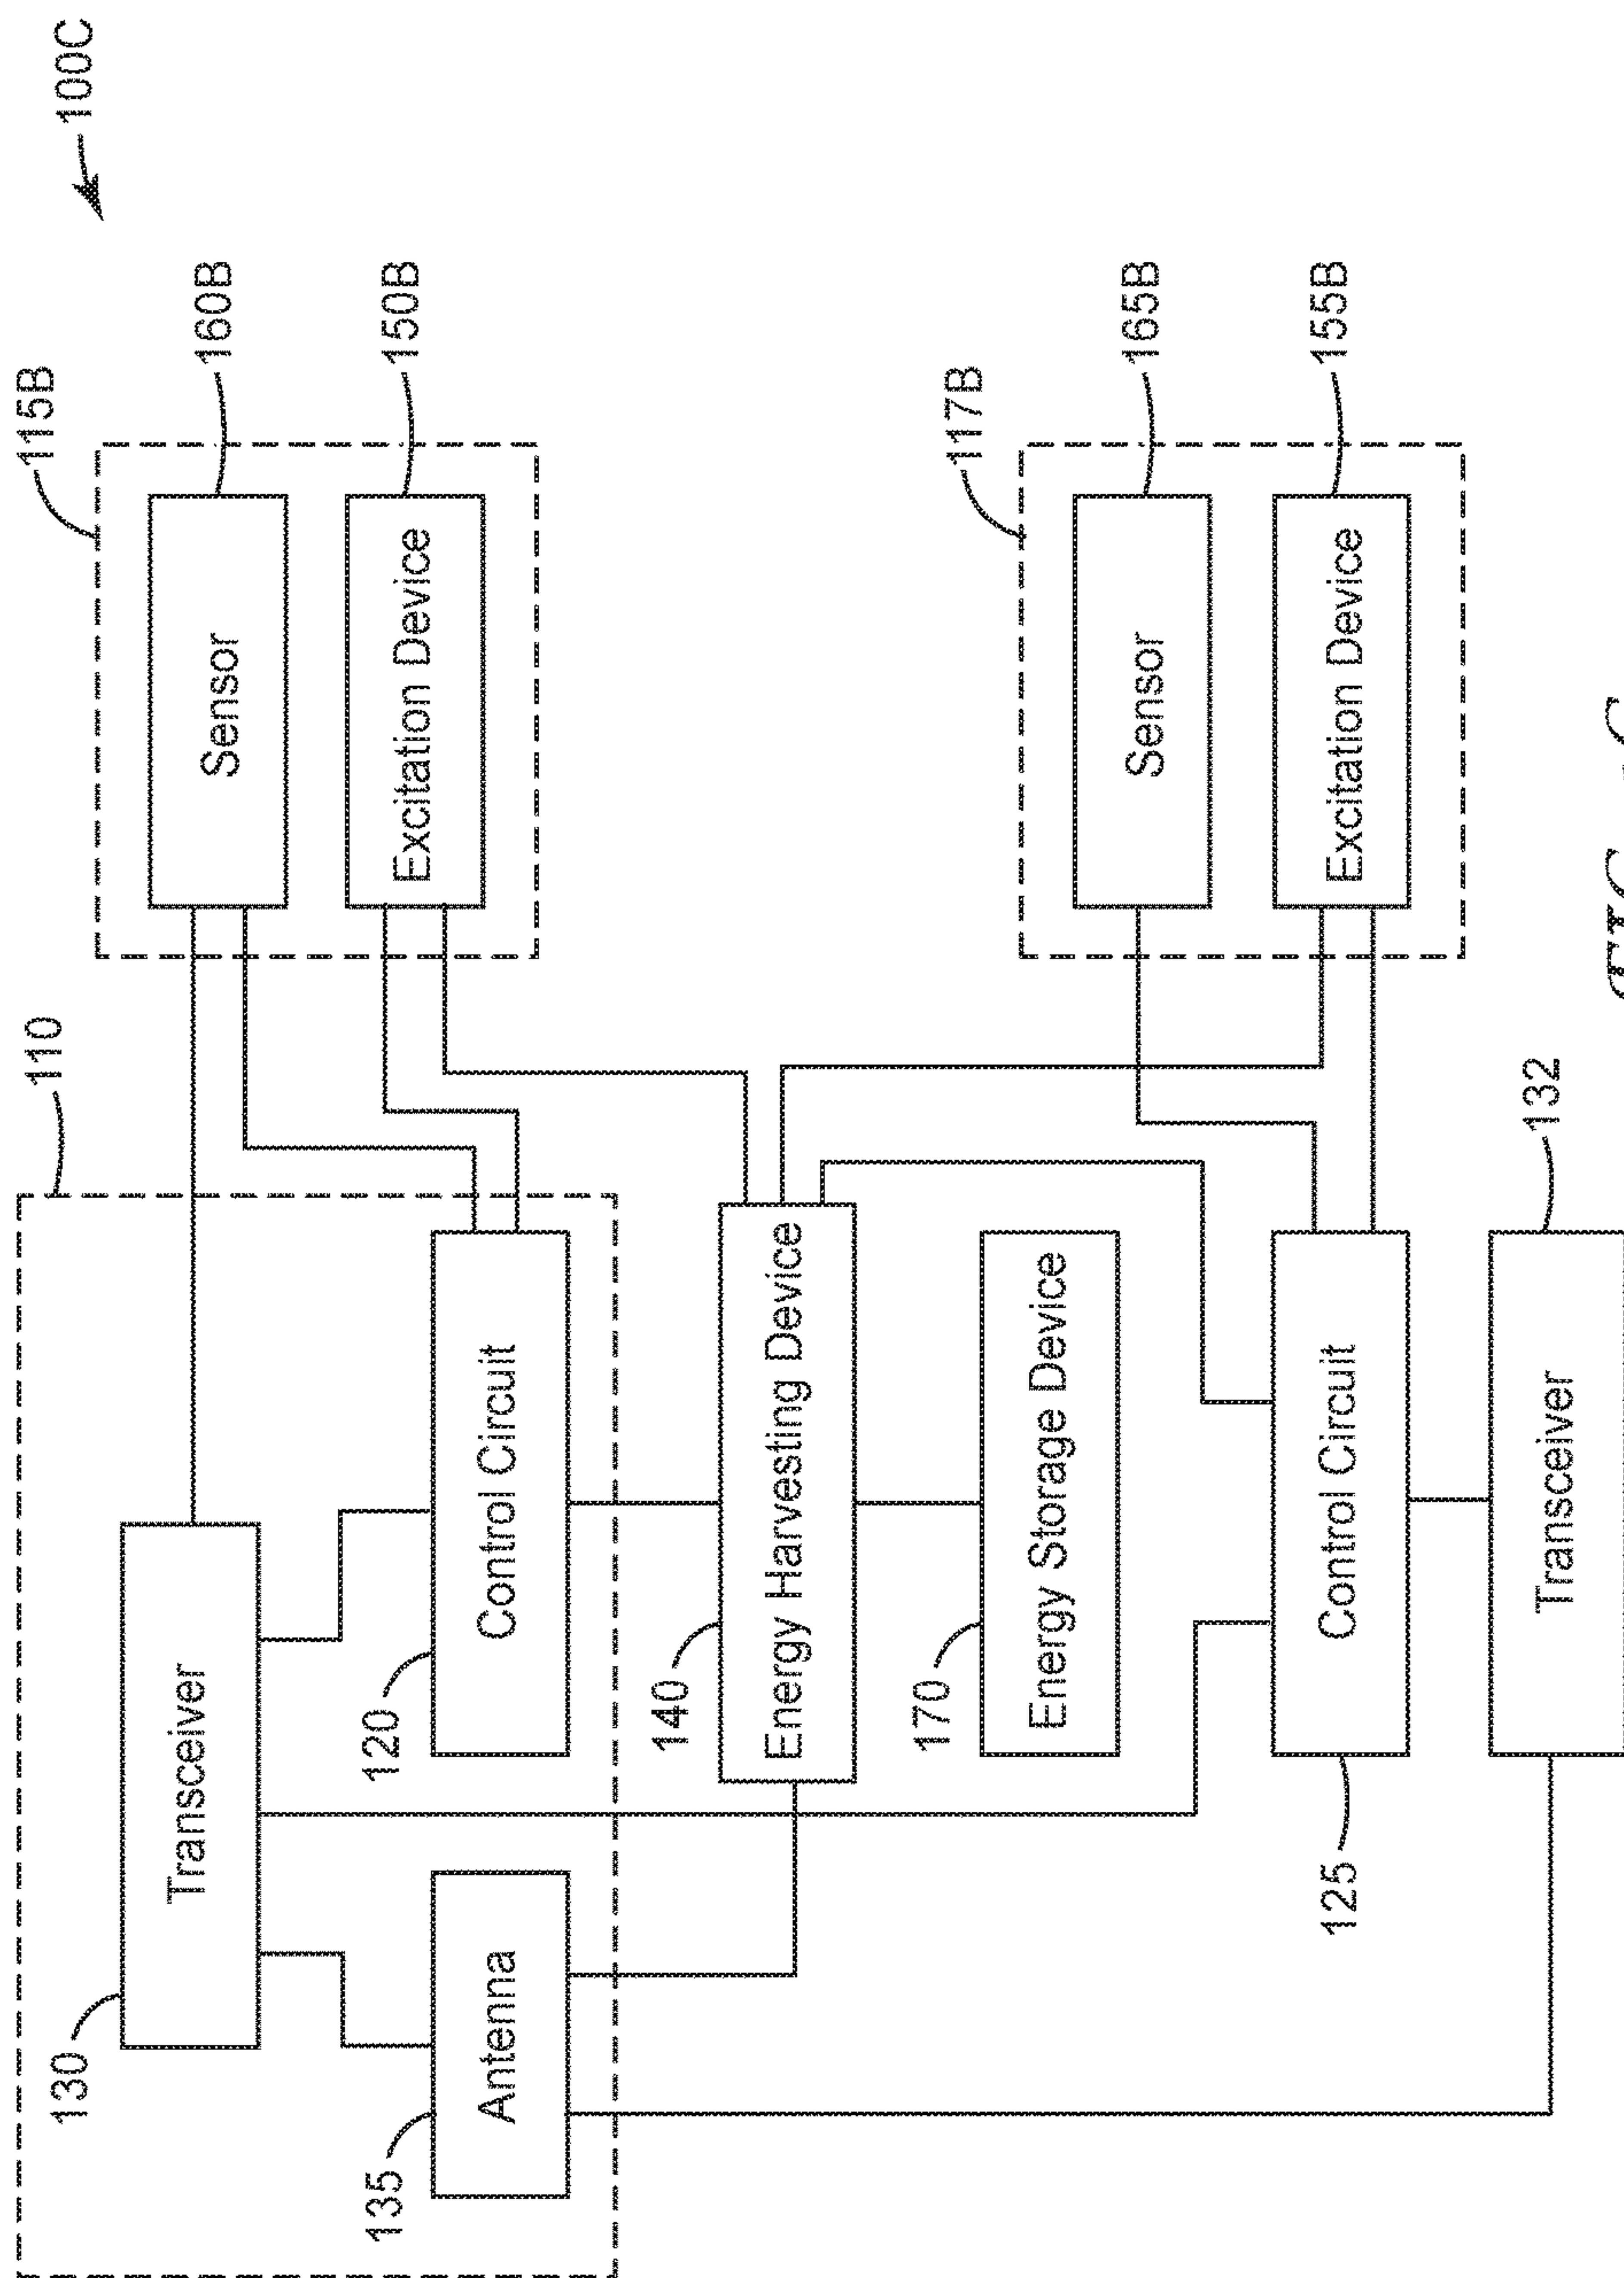 100C
110
115B
130
Transceiver
Sensor
160B
135
Antenna
120
Control Circuit
Excitation Device
150B
140
Energy Harvesting Device
170
Energy Storage Device
117B
Sensor
165B
125
Control Circuit
Excitation Device
155B
Transceiver
132